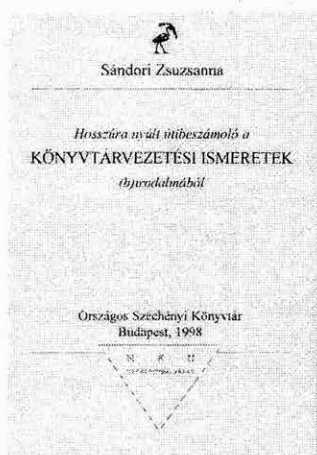 Sándori Zsuzsanna
Hosszúra nyúlt útibeszámoló a
KÖNYVTÁRVEZETÉSI ISMERETEK
(b)irodalmából
Országos Széchényi Könyvtár
Budapest, 1998